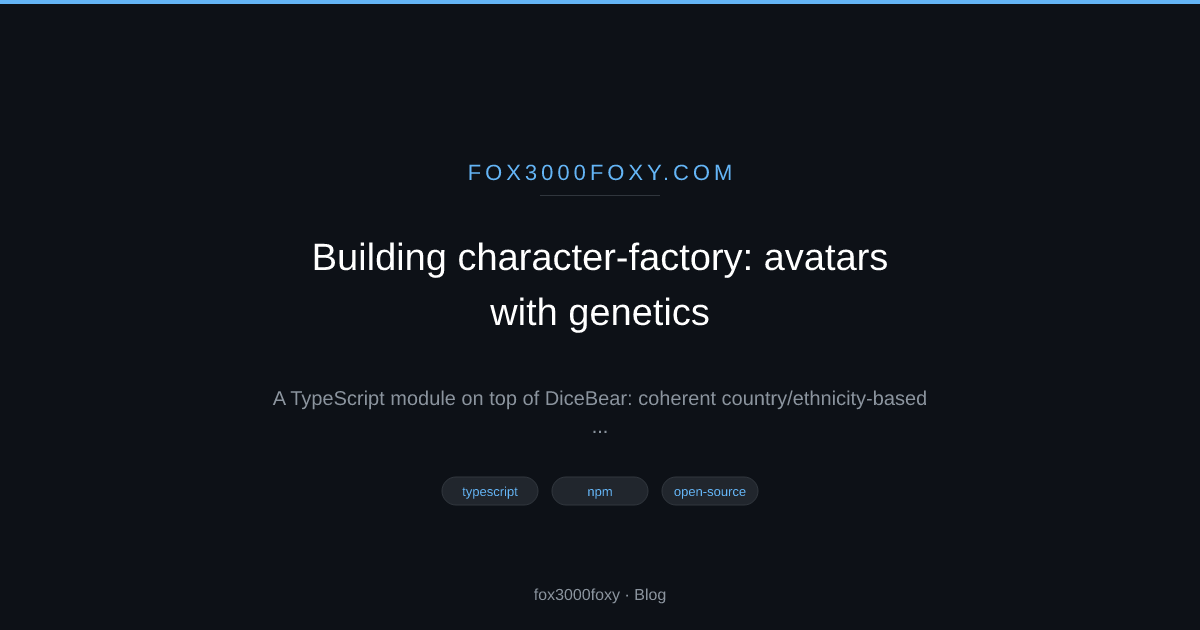 FOX3000FOXY.COM
Building character-factory: avatars
with genetics
A TypeScript module on top of DiceBear: coherent country/ethnicity-based
...
typescript
npm
open-source
fox3000foxy · Blog